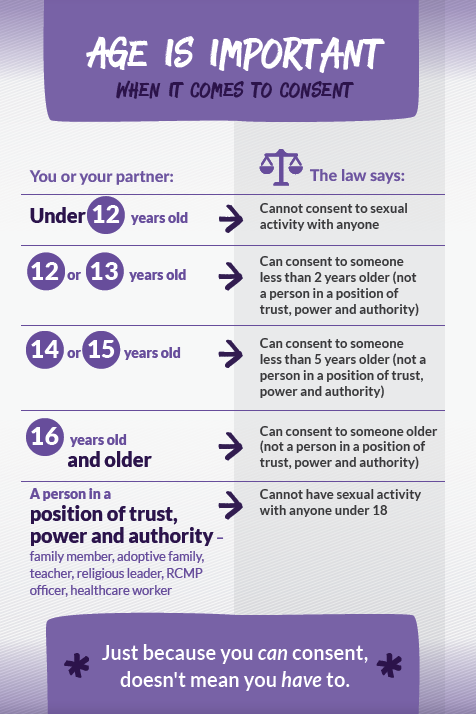 AGE IS IMPORTANT
WHEN IT COMES TO CONSENT
You or your partner:
The law says:
Under 12 years old
Cannot consent to sexual
activity with anyone
12 or 13 years old
Can consent to someone
less than 2 years older (not
a person in a position of
trust, power and authority)
14 or 15 years old
Can consent to someone
less than 5 years older (not a
person in a position of trust,
power and authority)
16 years old
and older
Can consent to someone older
(not a person in a position of
trust, power and authority)
A person in a
position of trust,
power and authority –
family member, adoptive family,
teacher, religious leader, RCMP
officer, healthcare worker
Cannot have sexual activity
with anyone under 18
Just because you can consent,
doesn't mean you have to.